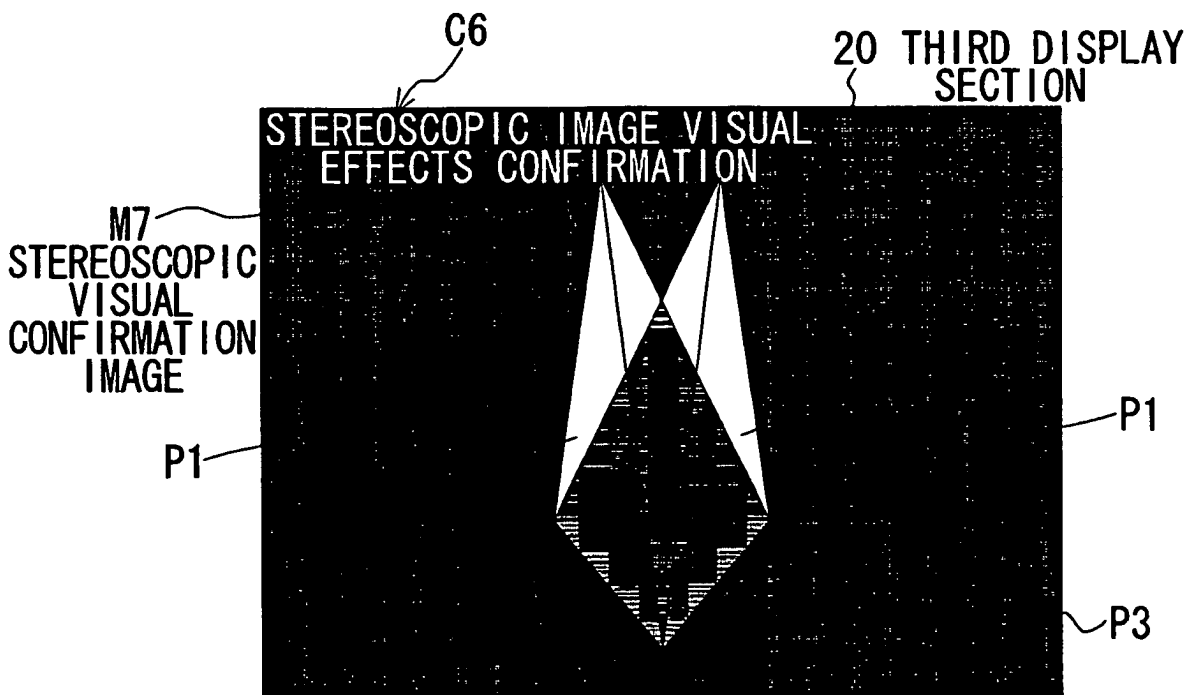 C6
20 THIRD DISPLAY
SECTION
STEREOSCOPIC IMAGE VISUAL
EFFECTS CONFIRMATION
M7
STEREOSCOPIC
VISUAL
CONFIRMATION
IMAGE
P1
P1
P3